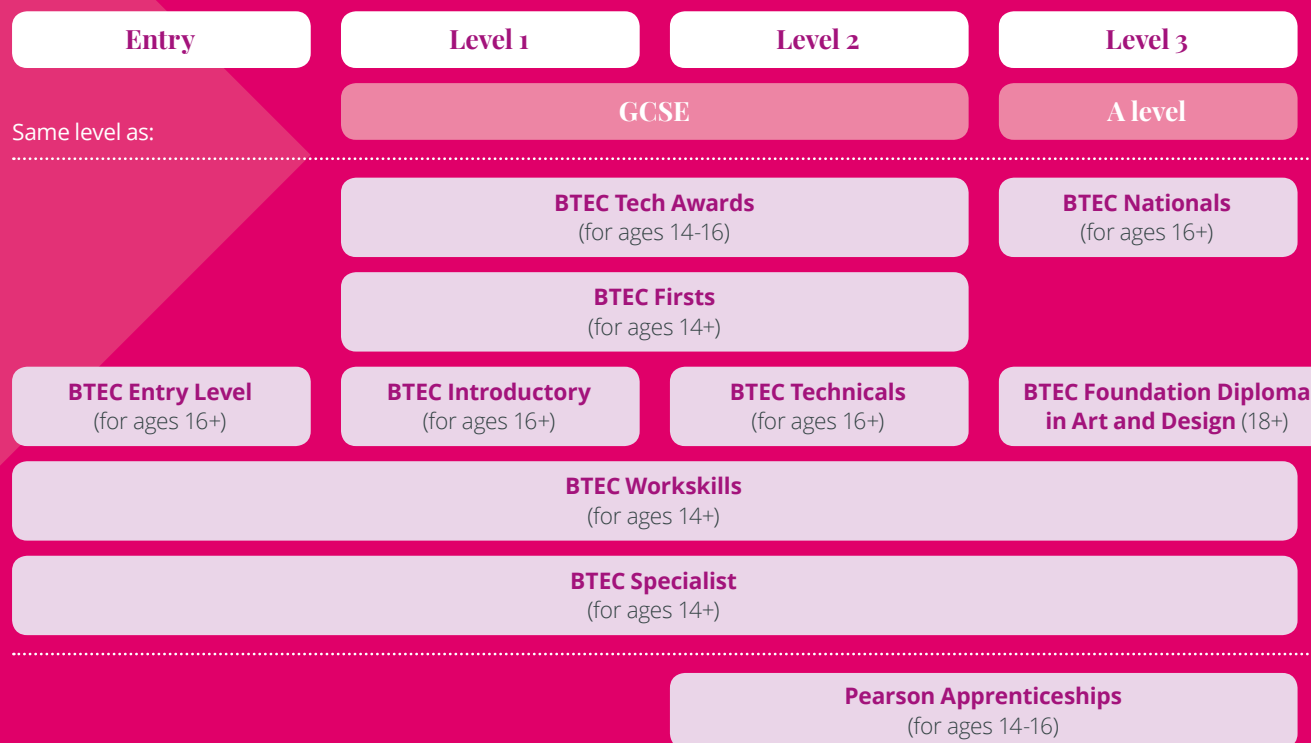 Entry
Level 1
Level 2
Level 3
Same level as:
GCSE
A level
BTEC Tech Awards
(for ages 14-16)
BTEC Nationals
(for ages 16+)
BTEC Firsts
(for ages 14+)
BTEC Entry Level
(for ages 16+)
BTEC Introductory
(for ages 16+)
BTEC Technicals
(for ages 16+)
BTEC Foundation Diploma
in Art and Design (18+)
BTEC Workskills
(for ages 14+)
BTEC Specialist
(for ages 14+)
Pearson Apprenticeships
(for ages 14-16)